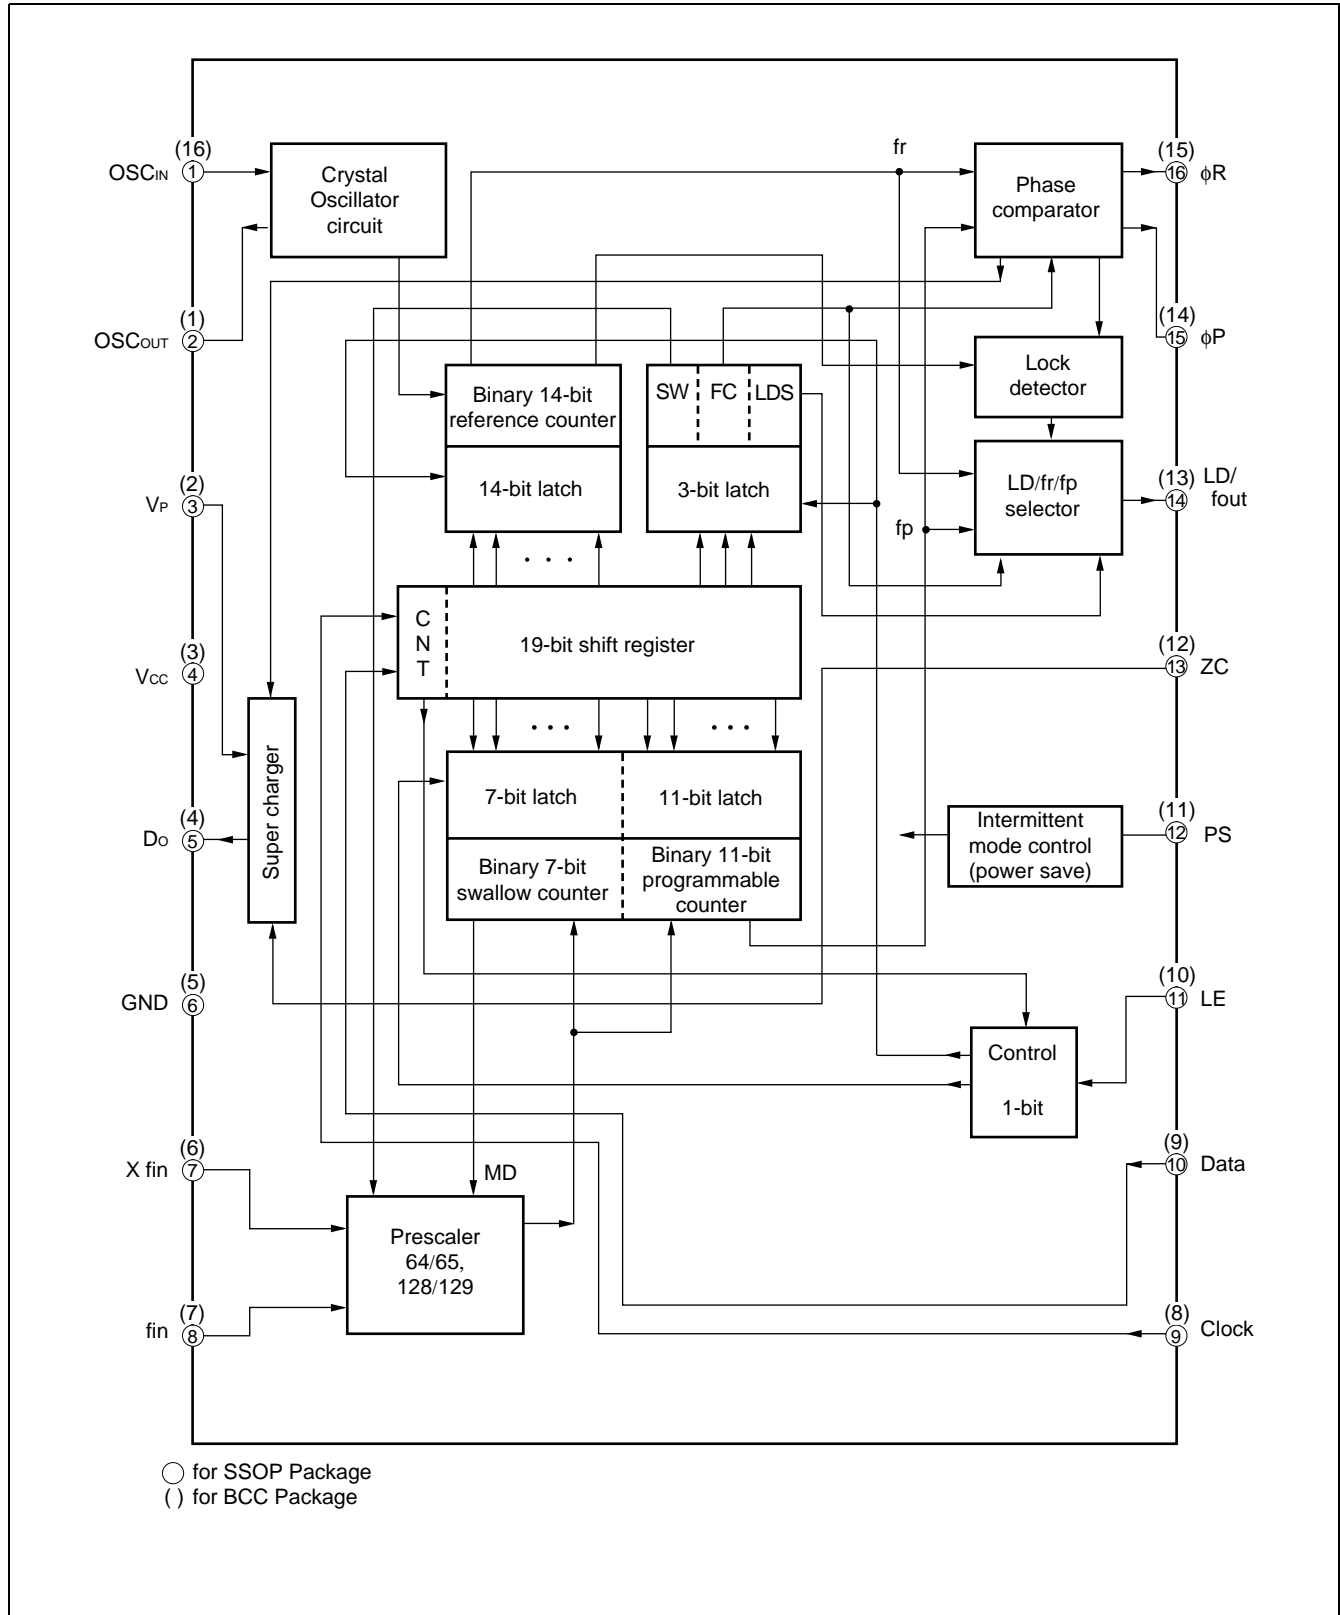 (16)
OSCIN 1
Crystal
Oscillator
circuit
(1)
OSCOUT 2
(2)
VP 3
(3)
VCC 4
(4)
DO 5
(5)
GND 6
(6)
X fin 7
(7)
fin 8
Super charger
fr
Phase
comparator
(15)
16 ϕR
(14)
15 ϕP
Lock
detector
Binary 14-bit
reference counter
14-bit latch
SW FC LDS
3-bit latch
LD/fr/fp
selector
fp
(13)
14 LD/
fout
. . .
C
N
T
19-bit shift register
(12)
13 ZC
. . . . . .
7-bit latch 11-bit latch
Binary 7-bit
swallow counter
Binary 11-bit
programmable
counter
Intermittent
mode control
(power save)
(11)
12 PS
(10)
11 LE
Control
1-bit
(9)
10 Data
MD
Prescaler
64/65,
128/129
(8)
9 Clock
◯ for SSOP Package
( ) for BCC Package